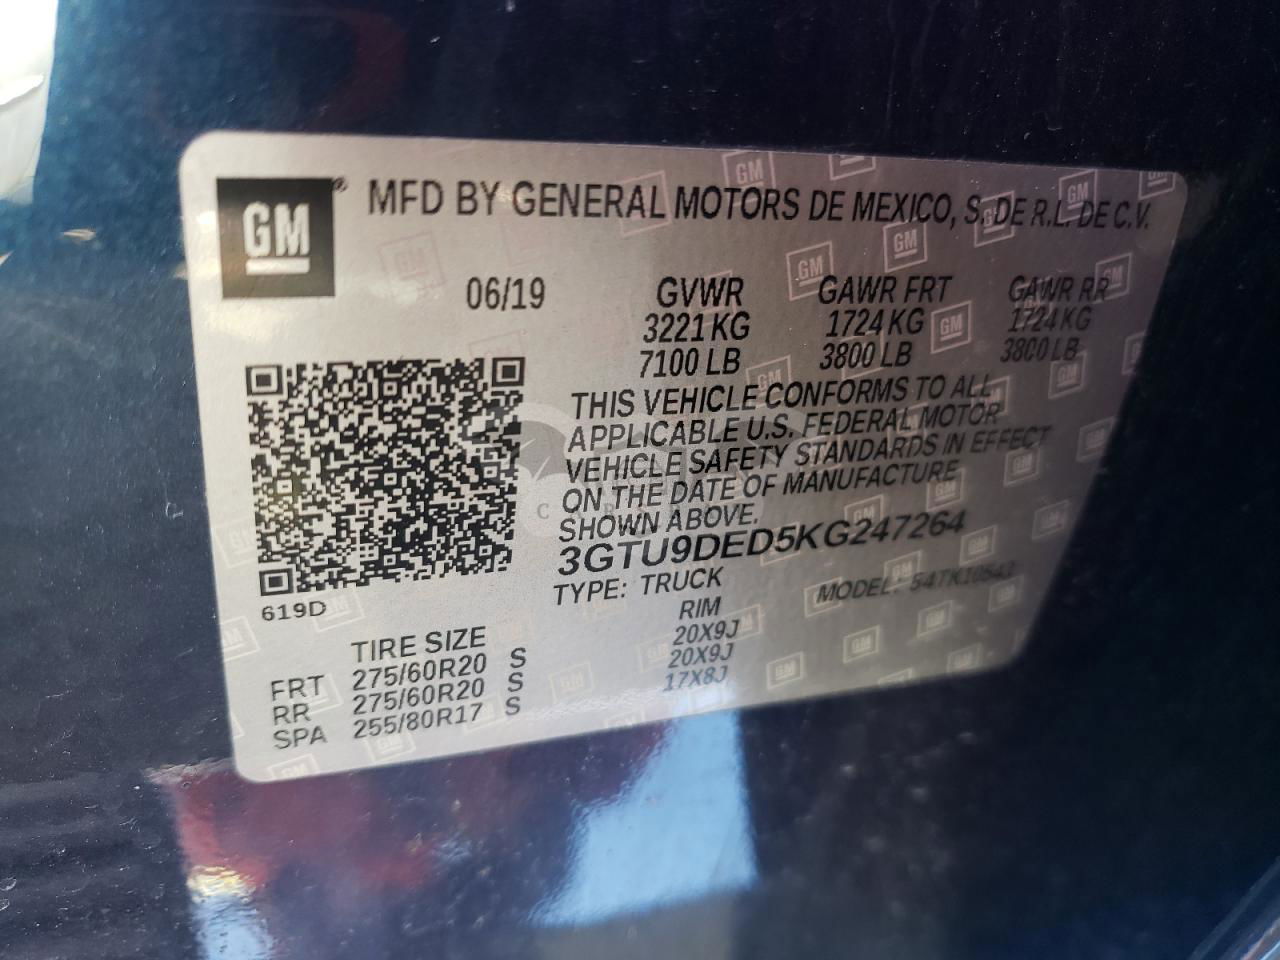 GM ® MFD BY GENERAL MOTORS DE MEXICO, S. DE R.L. DE C.V.
06/19 GVWR GAWR FRT GAWR RR
3221 KG 1724 KG 1724 KG
7100 LB 3800 LB 3800 LB
THIS VEHICLE CONFORMS TO ALL
APPLICABLE U.S. FEDERAL MOTOR
VEHICLE SAFETY STANDARDS IN EFFECT
ON THE DATE OF MANUFACTURE
SHOWN ABOVE.
3GTU9DED5KG247264
TYPE: TRUCK MODEL: 54TK10543
619D
TIRE SIZE RIM
FRT 275/60R20 S 20X9J
RR 275/60R20 S 20X9J
SPA 255/80R17 S 17X8J